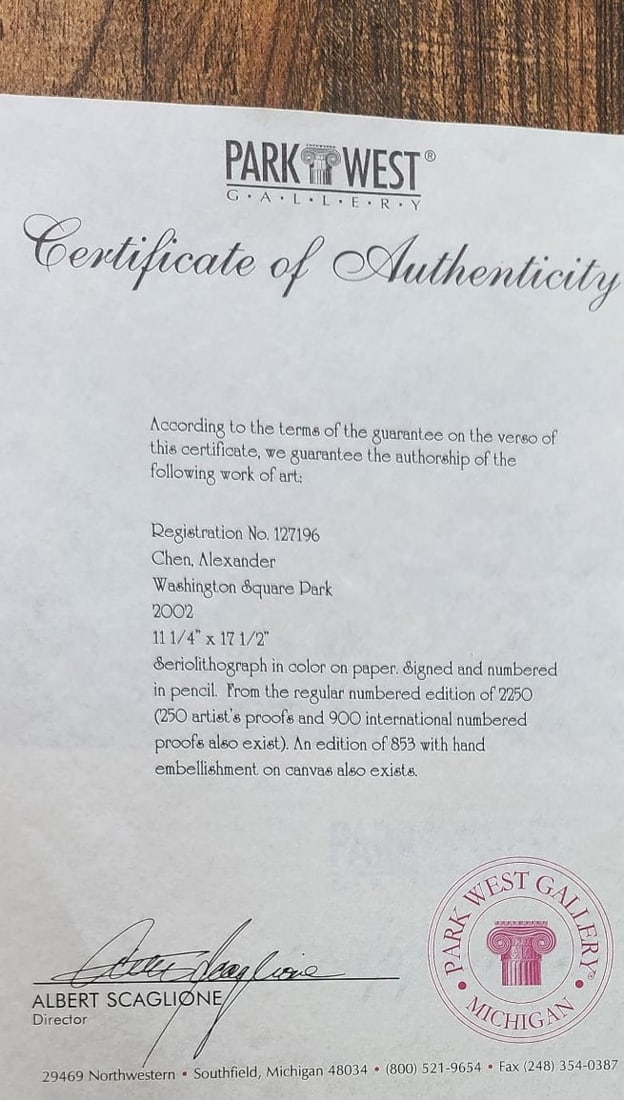 PARK WEST®
G•A•L•L•E•R•Y
Certificate of Authenticity
According to the terms of the guarantee on the verso of
this certificate, we guarantee the authorship of the
following work of art:
Registration No. 127196
Chen, Alexander
Washington Square Park
2002
11 1/4" x 17 1/2"
Seriolithograph in color on paper. Signed and numbered
in pencil. From the regular numbered edition of 2250
(250 artist's proofs and 900 international numbered
proofs also exist). An edition of 853 with hand
embellishment on canvas also exists.
Albert Scaglione
ALBERT SCAGLIONE
Director
PARK WEST GALLERY®
• MICHIGAN •
29469 Northwestern • Southfield, Michigan 48034 • (800) 521-9654 • Fax (248) 354-0387